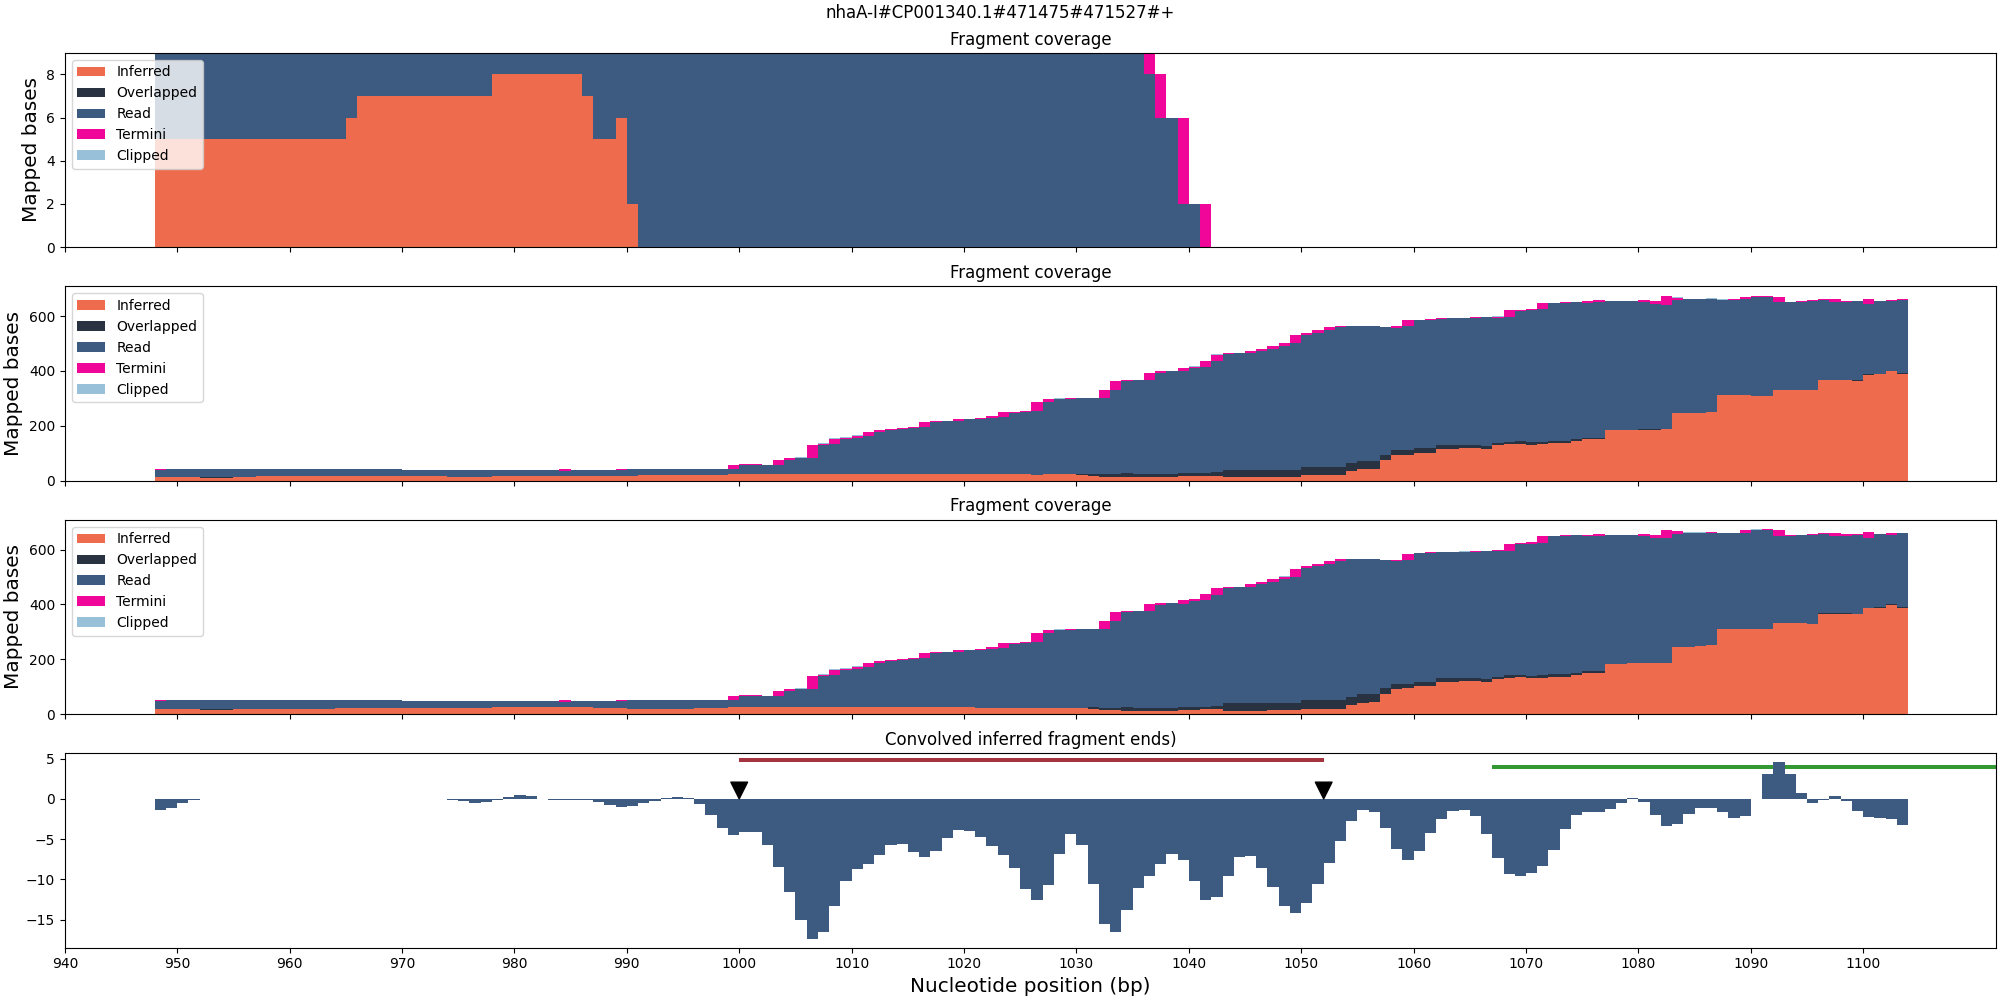 nhaA-I#CP001340.1#471475#471527#+
Fragment coverage
Mapped bases
8
6
4
2
0
Inferred
Overlapped
Read
Termini
Clipped
Fragment coverage
Mapped bases
600
400
200
0
Inferred
Overlapped
Read
Termini
Clipped
Fragment coverage
Mapped bases
600
400
200
0
Inferred
Overlapped
Read
Termini
Clipped
Convolved inferred fragment ends)
5
0
−5
−10
−15
940 950 960 970 980 990 1000 1010 1020 1030 1040 1050 1060 1070 1080 1090 1100
Nucleotide position (bp)